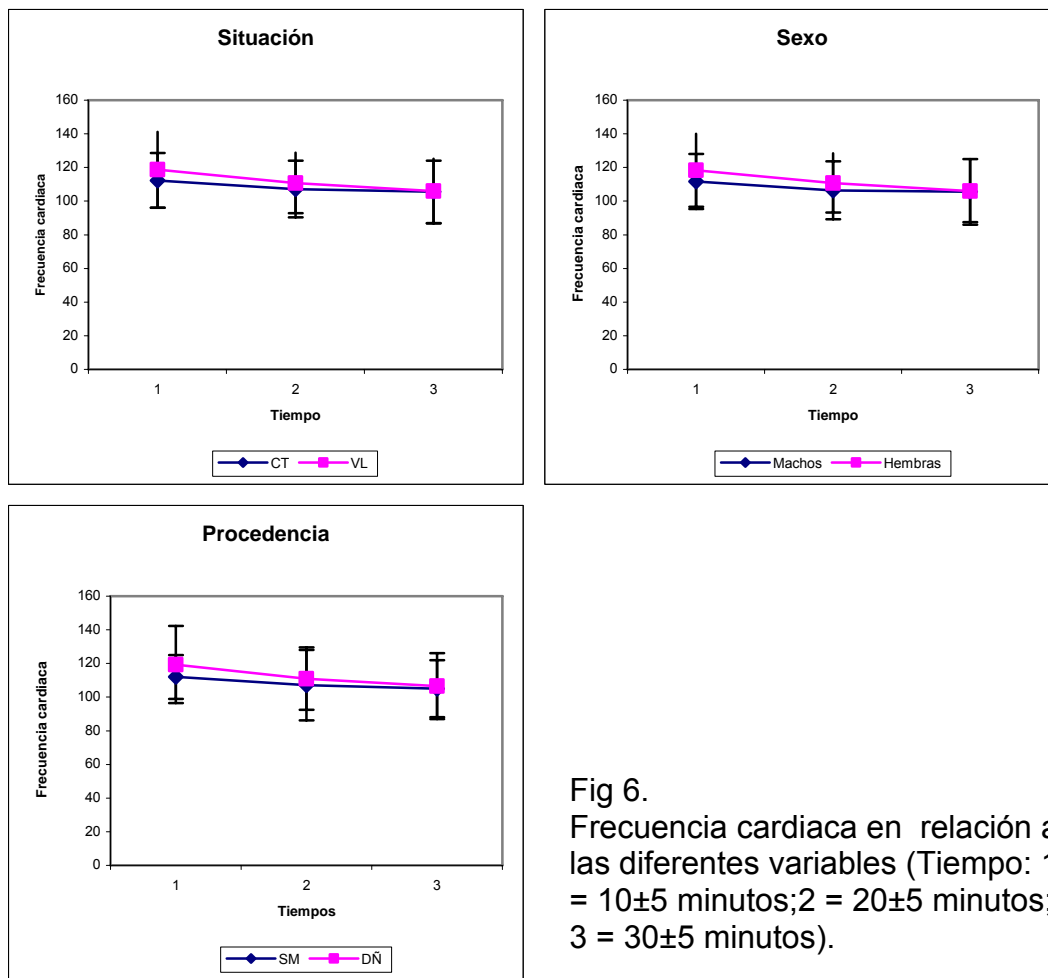 Situación
Frecuencia cardiaca
160
140
120
100
80
60
40
20
0
1 2 3
Tiempo
CT VL
Sexo
Frecuencia cardiaca
160
140
120
100
80
60
40
20
0
1 2 3
Tiempo
Machos Hembras
Procedencia
Frecuencia cardiaca
160
140
120
100
80
60
40
20
0
1 2 3
Tiempos
SM DÑ
Fig 6.
Frecuencia cardiaca en relación a
las diferentes variables (Tiempo: 1
= 10±5 minutos;2 = 20±5 minutos;
3 = 30±5 minutos).